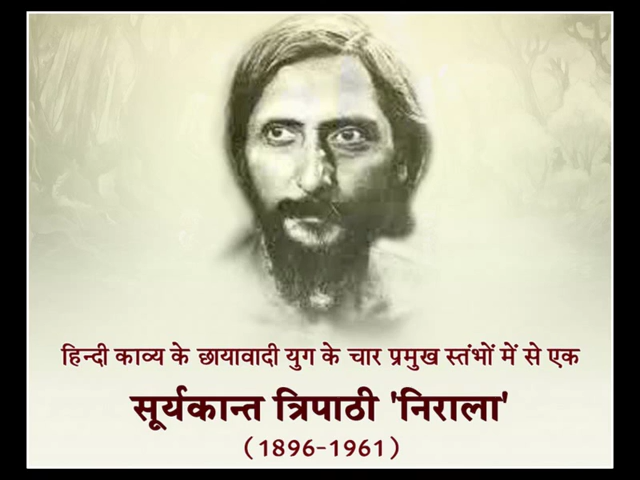 हिन्दी काव्य के छायावादी युग के चार प्रमुख स्तंभों में से एक
सूर्यकान्त त्रिपाठी 'निराला'
(1896-1961)